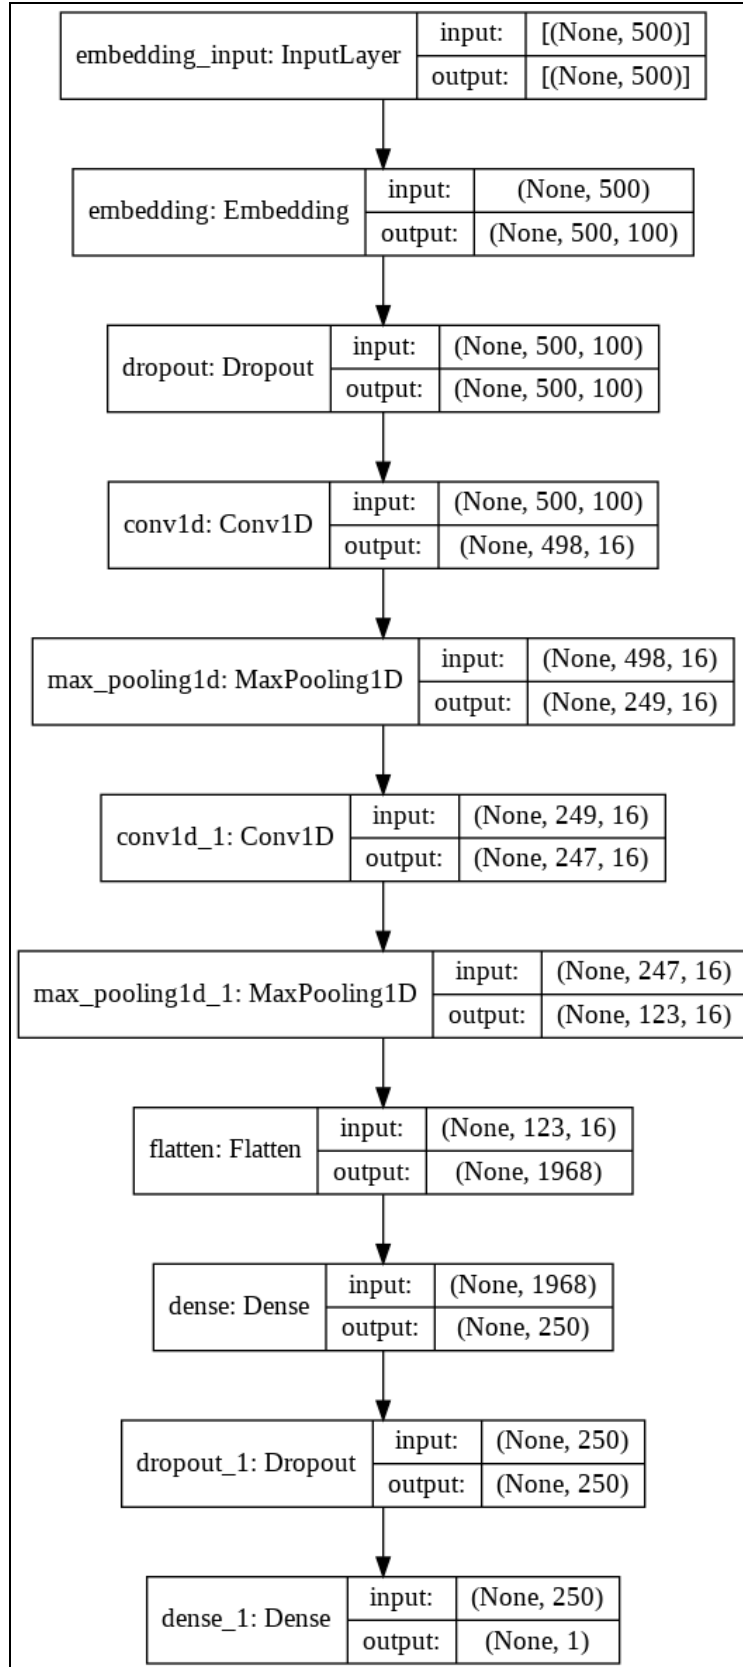 embedding_input: InputLayer
input: [(None, 500)]
output: [(None, 500)]
embedding: Embedding
input: (None, 500)
output: (None, 500, 100)
dropout: Dropout
input: (None, 500, 100)
output: (None, 500, 100)
conv1d: Conv1D
input: (None, 500, 100)
output: (None, 498, 16)
max_pooling1d: MaxPooling1D
input: (None, 498, 16)
output: (None, 249, 16)
conv1d_1: Conv1D
input: (None, 249, 16)
output: (None, 247, 16)
max_pooling1d_1: MaxPooling1D
input: (None, 247, 16)
output: (None, 123, 16)
flatten: Flatten
input: (None, 123, 16)
output: (None, 1968)
dense: Dense
input: (None, 1968)
output: (None, 250)
dropout_1: Dropout
input: (None, 250)
output: (None, 250)
dense_1: Dense
input: (None, 250)
output: (None, 1)